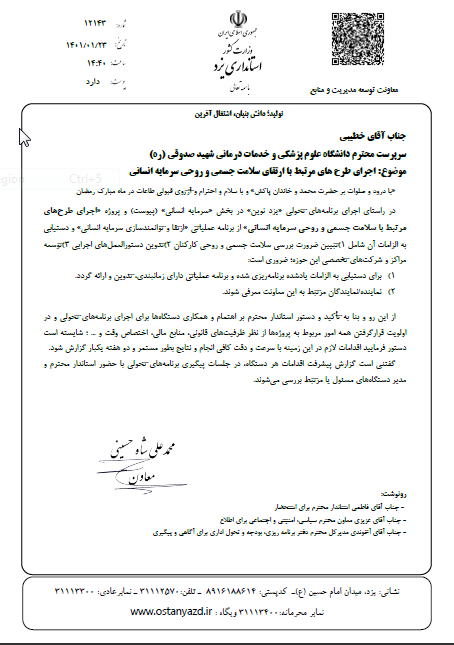 جمهوری اسلامی ایران
وزارت کشور
استانداری یزد
باسمه تعالی
شماره: ۱۲۱۴۳
تاریخ: ۱۴۰۱/۰۱/۲۳
ساعت: ۱۴:۴۰
پیوست: دارد
معاونت توسعه مدیریت و منابع
تولید؛ دانش بنیان، اشتغال آفرین
جناب آقای خطیبی
سرپرست محترم دانشگاه علوم پزشکی و خدمات درمانی شهید صدوقی (ره)
موضوع: اجرای طرح های مرتبط با ارتقای سلامت جسمی و روحی سرمایه انسانی
«با درود و صلوات بر حضرت محمد و خاندان پاکش» و با سلام و احترام و آرزوی قبولی طاعات در ماه مبارک رمضان
در راستای اجرای برنامه‌های تحولی «یزد نوین» در بخش «سرمایه انسانی» (پیوست) و پروژه «اجرای طرح‌های
مرتبط با سلامت جسمی و روحی سرمایه انسانی» از برنامه عملیاتی «ارتقا و توانمندسازی سرمایه انسانی» و دستیابی
به الزامات آن شامل ۱)تبیین ضرورت بررسی سلامت جسمی و روحی کارکنان ۲)تدوین دستورالعمل‌های اجرایی ۳)توسعه
مراکز و شرکت‌های تخصصی این حوزه؛ ضروری است:
۱) برای دستیابی به الزامات یادشده برنامه‌ریزی شده و برنامه عملیاتی دارای زمانبندی، تدوین و ارائه گردد.
۲) نماینده/نمایندگان مرتبط به این معاونت معرفی شوند.
از این رو و بنا به تأکید و دستور استاندار محترم بر اهتمام و همکاری دستگاه‌ها برای اجرای برنامه‌های تحولی و در
اولویت قرارگرفتن همه امور مربوط به پروژه‌ها از نظر ظرفیت‌های قانونی، منابع مالی، اختصاص وقت و ... ؛ شایسته است
دستور فرمایید اقدامات لازم در این زمینه با سرعت و دقت کافی انجام و نتایج بطور مستمر و دو هفته یکبار گزارش شود.
گفتنی است گزارش پیشرفت اقدامات هر دستگاه، در جلسات پیگیری برنامه‌های تحولی با حضور استاندار محترم و
مدیر دستگاه‌های مسئول یا مرتبط بررسی می‌شوند.
محمد علی شاه حسینی
معاون
رونوشت:
- جناب آقای فاطمی استاندار محترم برای استحضار
- جناب آقای عزیزی معاون محترم سیاسی، امنیتی و اجتماعی برای اطلاع
- جناب آقای آخوندی مدیرکل محترم دفتر برنامه ریزی، بودجه و تحول اداری برای آگاهی و پیگیری
نشانی: یزد، میدان امام حسین (ع)- کدپستی: ۸۹۱۶۱۸۸۶۱۴ - تلفن: ۳۱۱۱۲۵۷۰ - نمابرعادی: ۳۱۱۱۳۳۰۰
نمابر محرمانه: ۳۱۱۱۳۴۰۰ وبگاه: www.ostanyazd.ir
egion
Ctrl+5